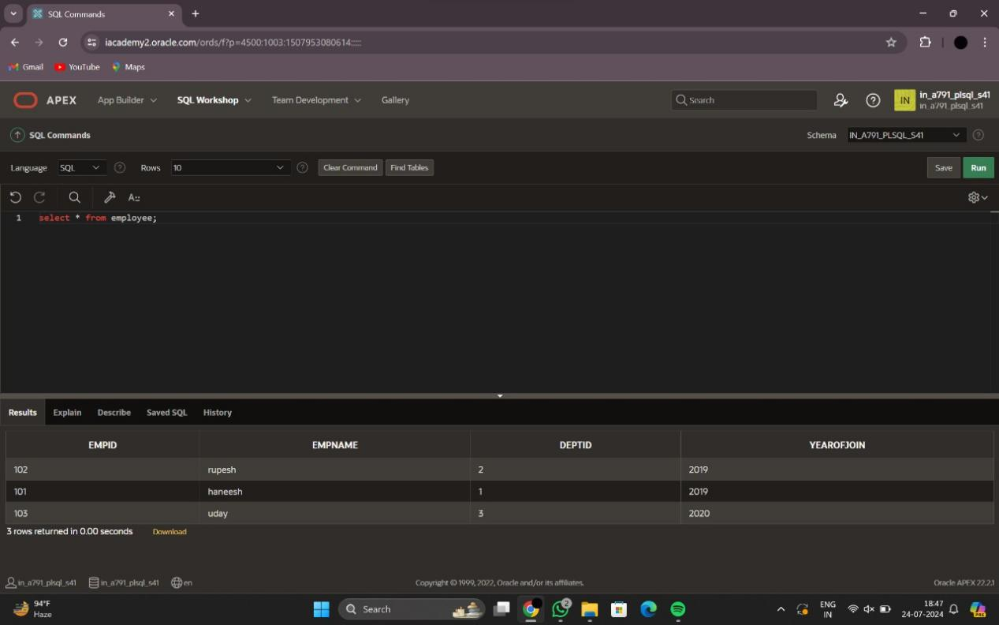 SQL Commands
iacademy2.oracle.com/ords/f?p=4500:1003:1507953080614:::::
Gmail YouTube Maps
APEX App Builder SQL Workshop Team Development Gallery Search IN in_a791_plsql_s41
in_a791_plsql_s41
SQL Commands Schema IN_A791_PLSQL_S41
Language SQL Rows 10 Clear Command Find Tables Save Run
A::
1 select * from employee;
Results Explain Describe Saved SQL History
EMPID EMPNAME DEPTID YEAROFJOIN
102 rupesh 2 2019
101 haneesh 1 2019
103 uday 3 2020
3 rows returned in 0.00 seconds Download
in_a791_plsql_s41 in_a791_plsql_s41 en Copyright © 1999, 2022, Oracle and/or its affiliates. Oracle APEX 22.2.1
94°F
Haze
Search
2
ENG
IN
18:47
24-07-2024
PRE